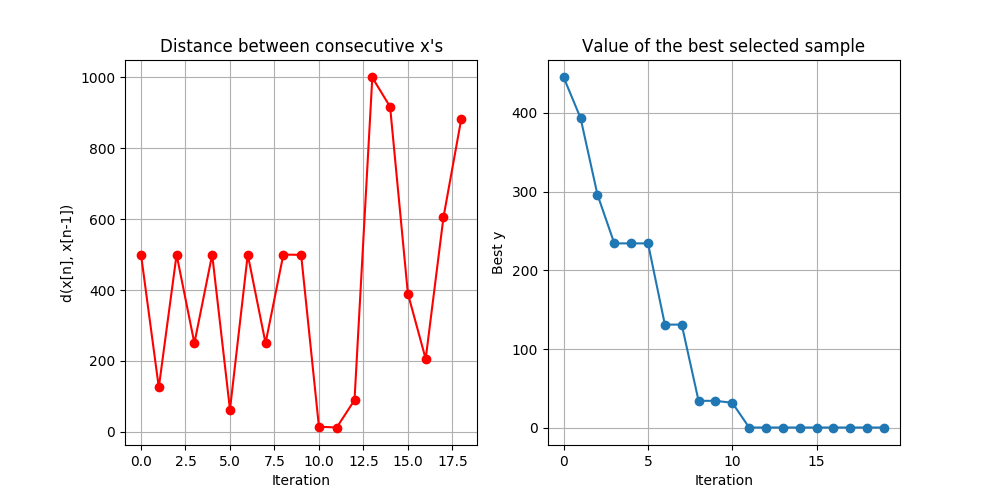 Distance between consecutive x's
d(x[n], x[n-1])
1000
800
600
400
200
0
0.0 2.5 5.0 7.5 10.0 12.5 15.0 17.5
Iteration
Value of the best selected sample
Best y
400
300
200
100
0
0 5 10 15
Iteration